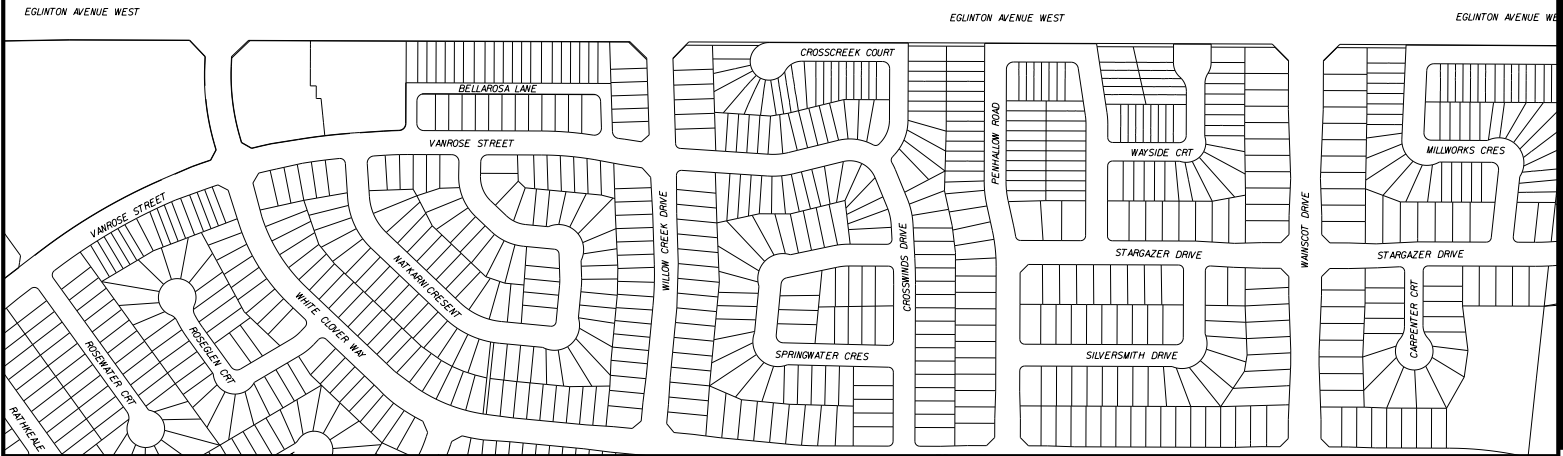 EGLINTON AVENUE WEST
EGLINTON AVENUE WEST
EGLINTON AVENUE WE
CROSSCREEK COURT
BELLAROSA LANE
VANROSE STREET
PENHALLOW ROAD
WAYSIDE CRT
MILLWORKS CRES
VANROSE STREET
WILLOW CREEK DRIVE
WAINSCOT DRIVE
NATKARNI CRESENT
CROSSWINDS DRIVE
STARGAZER DRIVE
STARGAZER DRIVE
WHITE CLOVER WAY
CARPENTER CRT
ROSEGLEN CRT
SPRINGWATER CRES
SILVERSMITH DRIVE
ROSEWATER CRT
RATHKEALE